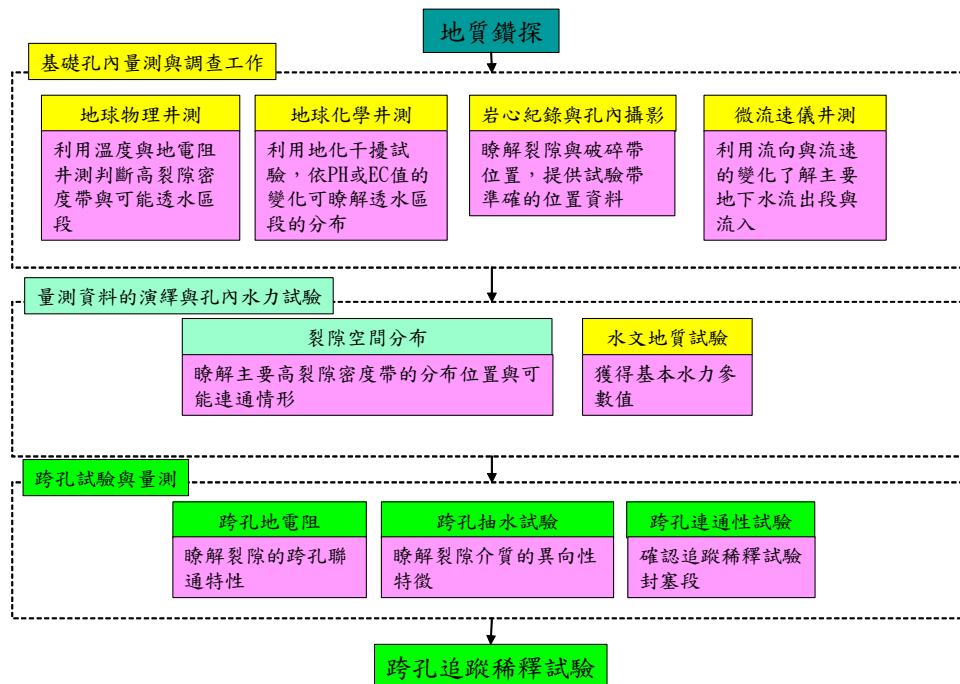 地質鑽探
基礎孔內量測與調查工作
地球物理井測
利用溫度與地電阻
井測判斷高裂隙密
度帶與可能透水區
段
地球化學井測
利用地化干擾試
驗，依PH或EC值的
變化可瞭解透水區
段的分布
岩心紀錄與孔內攝影
瞭解裂隙與破碎帶
位置，提供試驗帶
準確的位置資料
微流速儀井測
利用流向與流速
的變化了解主要
地下水流出段與
流入
量測資料的演繹與孔內水力試驗
裂隙空間分布
瞭解主要高裂隙密度帶的分布位置與可
能連通情形
水文地質試驗
獲得基本水力參
數值
跨孔試驗與量測
跨孔地電阻
瞭解裂隙的跨孔聯
通特性
跨孔抽水試驗
瞭解裂隙介質的異向性
特徵
跨孔連通性試驗
確認追蹤稀釋試驗
封塞段
跨孔追蹤稀釋試驗